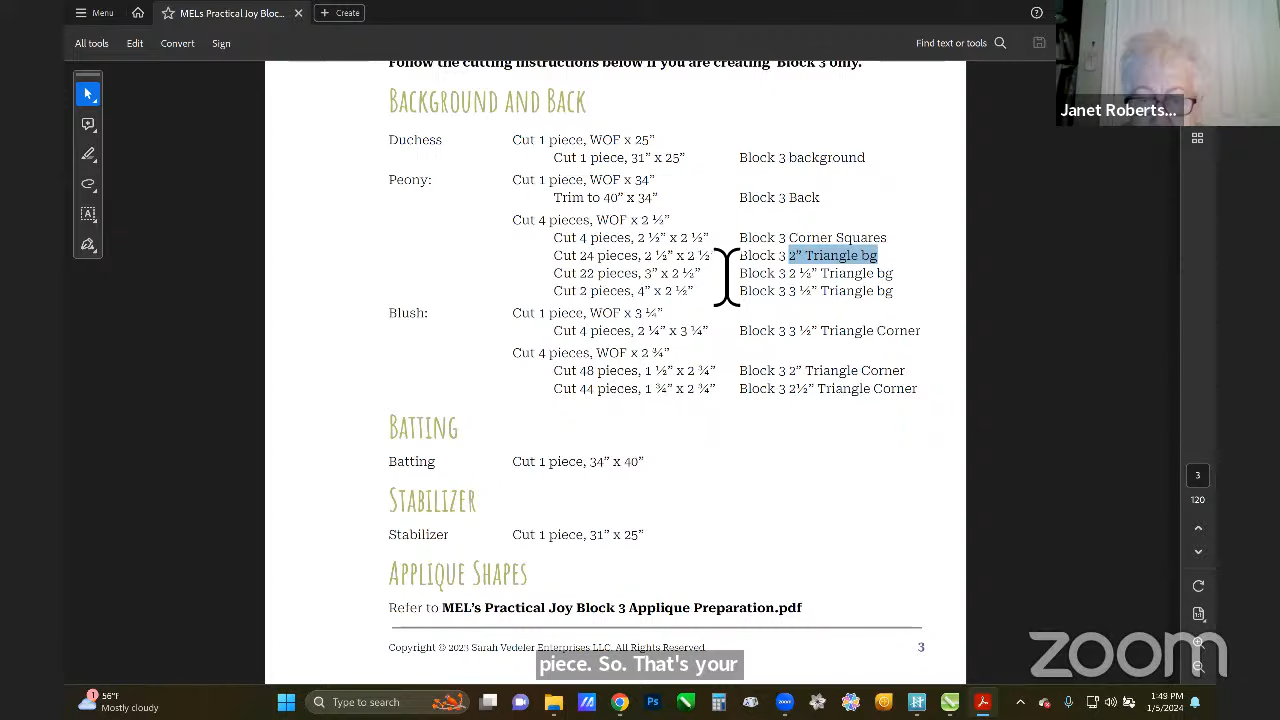 Menu
MELs Practical Joy Bloc...
Create
All tools
Edit
Convert
Sign
Find text or tools
Janet Roberts...
Follow the cutting instructions below if you are creating Block 3 only.
BACKGROUND AND BACK
Duchess Cut 1 piece, WOF x 25”
Cut 1 piece, 31” x 25” Block 3 background
Peony: Cut 1 piece, WOF x 34”
Trim to 40” x 34” Block 3 Back
Cut 4 pieces, WOF x 2 ½”
Cut 4 pieces, 2 ½” x 2 ½” Block 3 Corner Squares
Cut 24 pieces, 2 ½” x 2 ½” Block 3 2” Triangle bg
Cut 22 pieces, 3” x 2 ½” Block 3 2 ½” Triangle bg
Cut 2 pieces, 4” x 2 ½” Block 3 3 ½” Triangle bg
Blush: Cut 1 piece, WOF x 3 ¼”
Cut 4 pieces, 2 ¼” x 3 ¼” Block 3 3 ½” Triangle Corner
Cut 4 pieces, WOF x 2 ¾”
Cut 48 pieces, 1 ½” x 2 ¾” Block 3 2” Triangle Corner
Cut 44 pieces, 1 ¾” x 2 ¾” Block 3 2½” Triangle Corner
BATTING
Batting Cut 1 piece, 34” x 40”
STABILIZER
Stabilizer Cut 1 piece, 31” x 25”
APPLIQUE SHAPES
Refer to MEL’s Practical Joy Block 3 Applique Preparation.pdf
Copyright © 2023 Sarah Vedeler Enterprises LLC, All Rights Reserved
3
3
120
piece. So. That's your
zoom
1
56°F
Mostly cloudy
Type to search
1:49 PM
1/5/2024